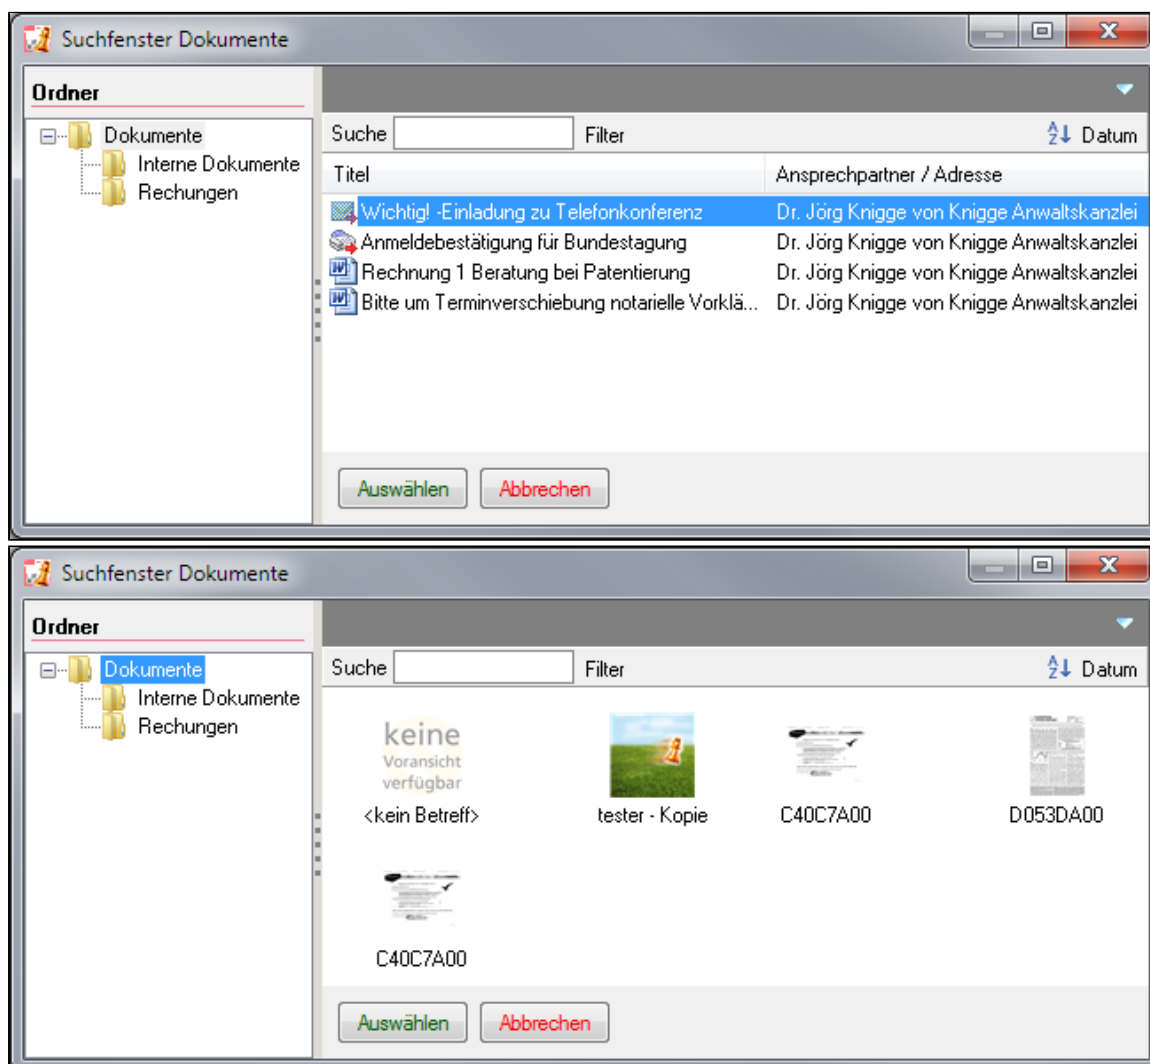 Suchfenster Dokumente
Ordner
Dokumente
Interne Dokumente
Rechungen
Suche Filter Datum
Titel Ansprechpartner / Adresse
Wichtig! -Einladung zu Telefonkonferenz Dr. Jörg Knigge von Knigge Anwaltskanzlei
Anmeldebestätigung für Bundestagung Dr. Jörg Knigge von Knigge Anwaltskanzlei
Rechnung 1 Beratung bei Patentierung Dr. Jörg Knigge von Knigge Anwaltskanzlei
Bitte um Terminverschiebung notarielle Vorklä... Dr. Jörg Knigge von Knigge Anwaltskanzlei
Auswählen Abbrechen
Suchfenster Dokumente
Ordner
Dokumente
Interne Dokumente
Rechungen
Suche Filter Datum
keine
Voransicht
verfügbar
<kein Betreff> tester - Kopie C40C7A00 D053DA00
C40C7A00
Auswählen Abbrechen